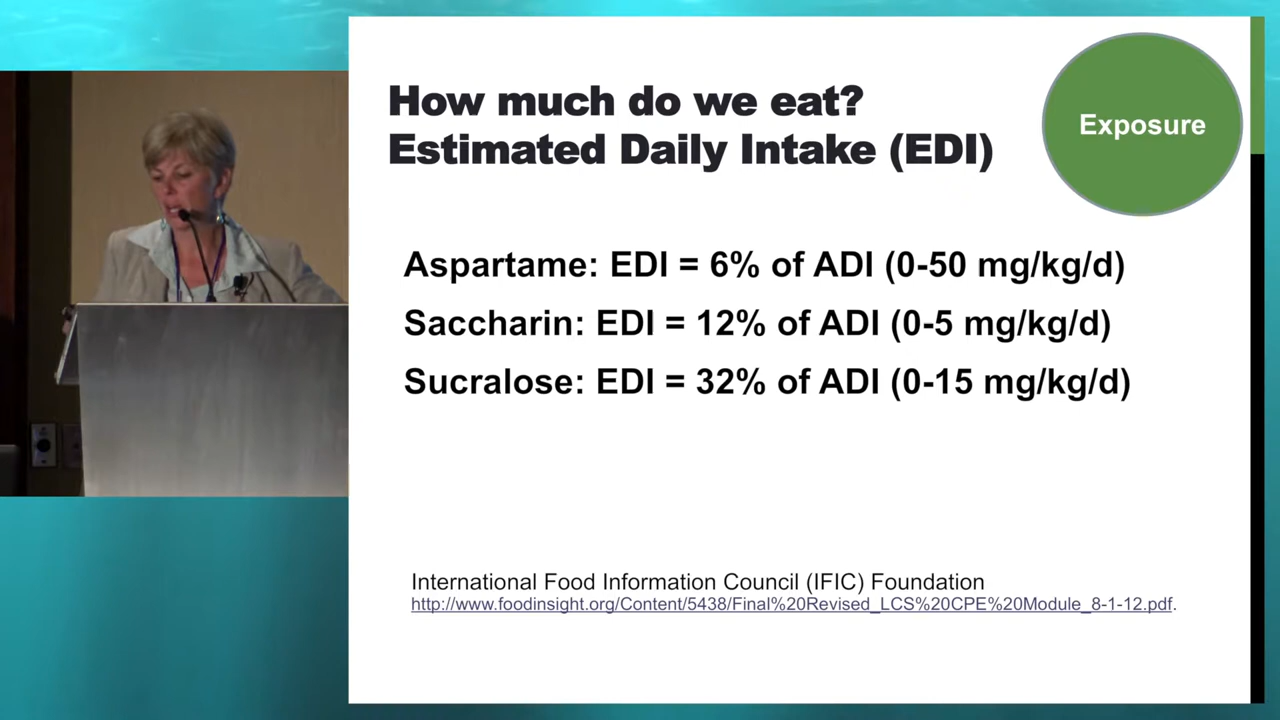 How much do we eat?
Estimated Daily Intake (EDI)
Exposure
Aspartame: EDI = 6% of ADI (0-50 mg/kg/d)
Saccharin: EDI = 12% of ADI (0-5 mg/kg/d)
Sucralose: EDI = 32% of ADI (0-15 mg/kg/d)
International Food Information Council (IFIC) Foundation
http://www.foodinsight.org/Content/5438/Final%20Revised_LCS%20CPE%20Module_8-1-12.pdf.